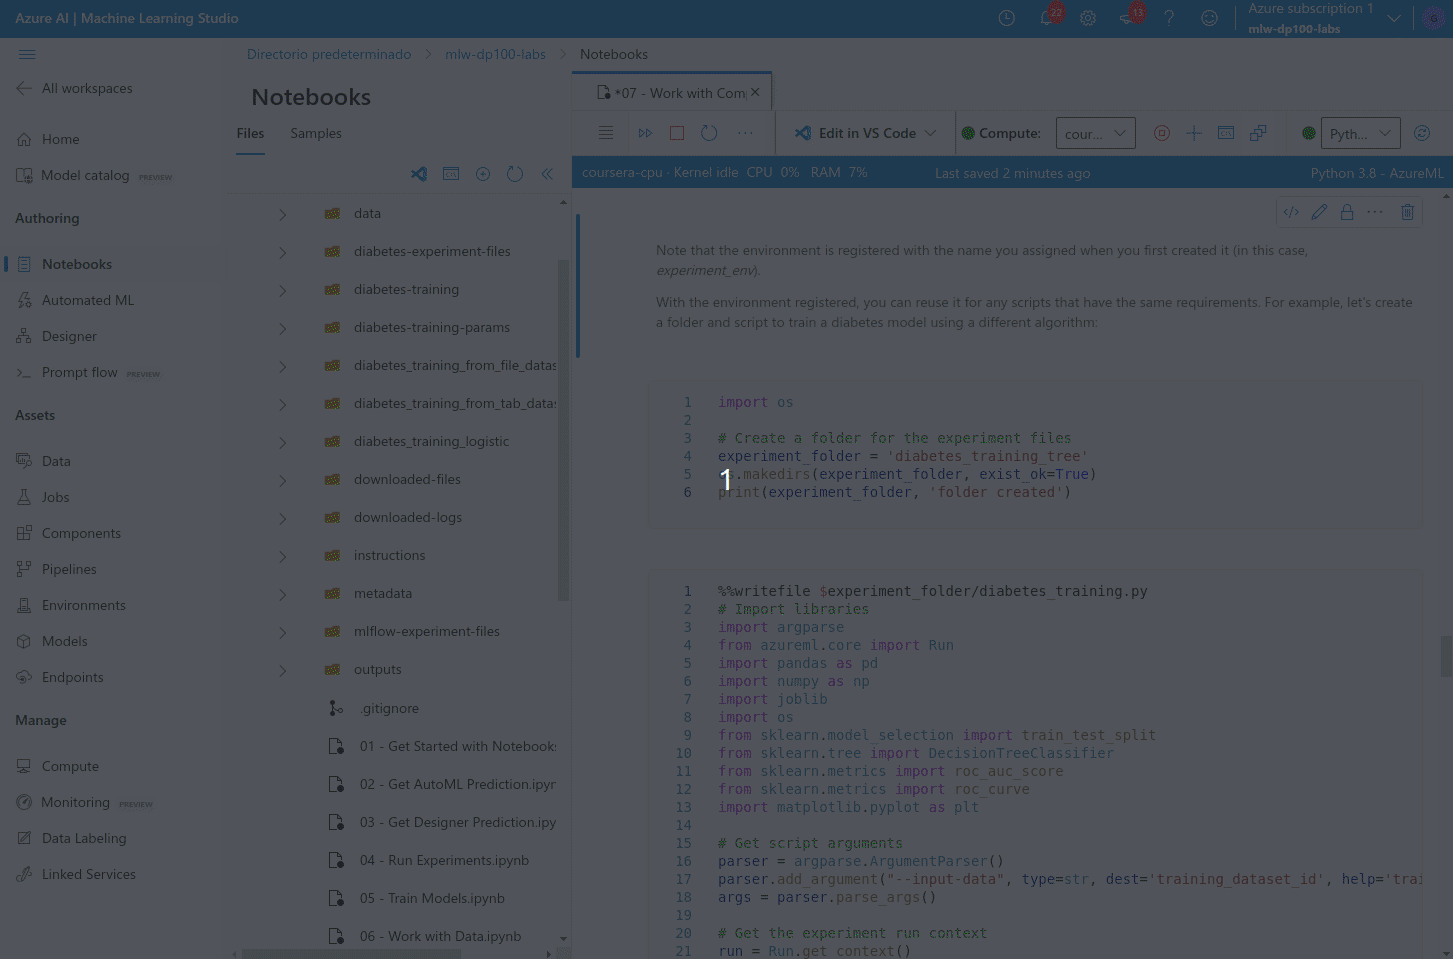 Azure AI | Machine Learning Studio
22
13
Azure subscription 1
mlw-dp100-labs
Directorio predeterminado
mlw-dp100-labs
Notebooks
All workspaces
Home
Model catalog PREVIEW
Authoring
Notebooks
Automated ML
Designer
Prompt flow PREVIEW
Assets
Data
Jobs
Components
Pipelines
Environments
Models
Endpoints
Manage
Compute
Monitoring PREVIEW
Data Labeling
Linked Services
Notebooks
Files Samples
data
diabetes-experiment-files
diabetes-training
diabetes-training-params
diabetes_training_from_file_datas
diabetes_training_from_tab_datas
diabetes_training_logistic
downloaded-files
downloaded-logs
instructions
metadata
mlflow-experiment-files
outputs
.gitignore
01 - Get Started with Notebooks
02 - Get AutoML Prediction.ipyn
03 - Get Designer Prediction.ipy
04 - Run Experiments.ipynb
05 - Train Models.ipynb
06 - Work with Data.ipynb
*07 - Work with Com
Edit in VS Code
Compute:
cour...
Pyth...
coursera-cpu · Kernel idle CPU 0% RAM 7%
Last saved 2 minutes ago
Python 3.8 - AzureML
Note that the environment is registered with the name you assigned when you first created it (in this case,
experiment_env).
With the environment registered, you can reuse it for any scripts that have the same requirements. For example, let's create
a folder and script to train a diabetes model using a different algorithm:
1 import os
2
3 # Create a folder for the experiment files
4 experiment_folder = 'diabetes_training_tree'
5 os.makedirs(experiment_folder, exist_ok=True)
6 print(experiment_folder, 'folder created')
1
1 %%writefile $experiment_folder/diabetes_training.py
2 # Import libraries
3 import argparse
4 from azureml.core import Run
5 import pandas as pd
6 import numpy as np
7 import joblib
8 import os
9 from sklearn.model_selection import train_test_split
10 from sklearn.tree import DecisionTreeClassifier
11 from sklearn.metrics import roc_auc_score
12 from sklearn.metrics import roc_curve
13 import matplotlib.pyplot as plt
14
15 # Get script arguments
16 parser = argparse.ArgumentParser()
17 parser.add_argument("--input-data", type=str, dest='training_dataset_id', help='trai
18 args = parser.parse_args()
19
20 # Get the experiment run context
21 run = Run.get_context()